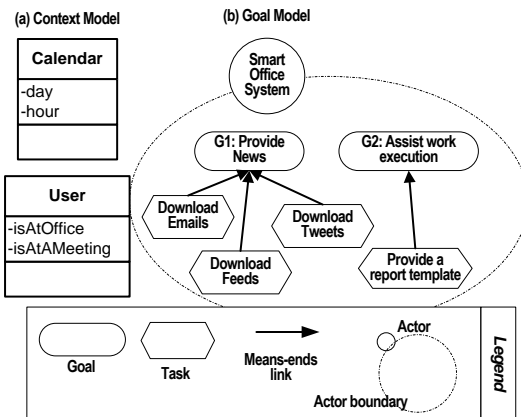 (a) Context Model
(b) Goal Model
Calendar
-day
-hour
User
-isAtOffice
-isAtAMeeting
Smart
Office
System
G1: Provide
News
G2: Assist work
execution
Download
Emails
Download
Feeds
Download
Tweets
Provide a
report template
Goal
Task
Means-ends
link
Actor
Actor boundary
Legend